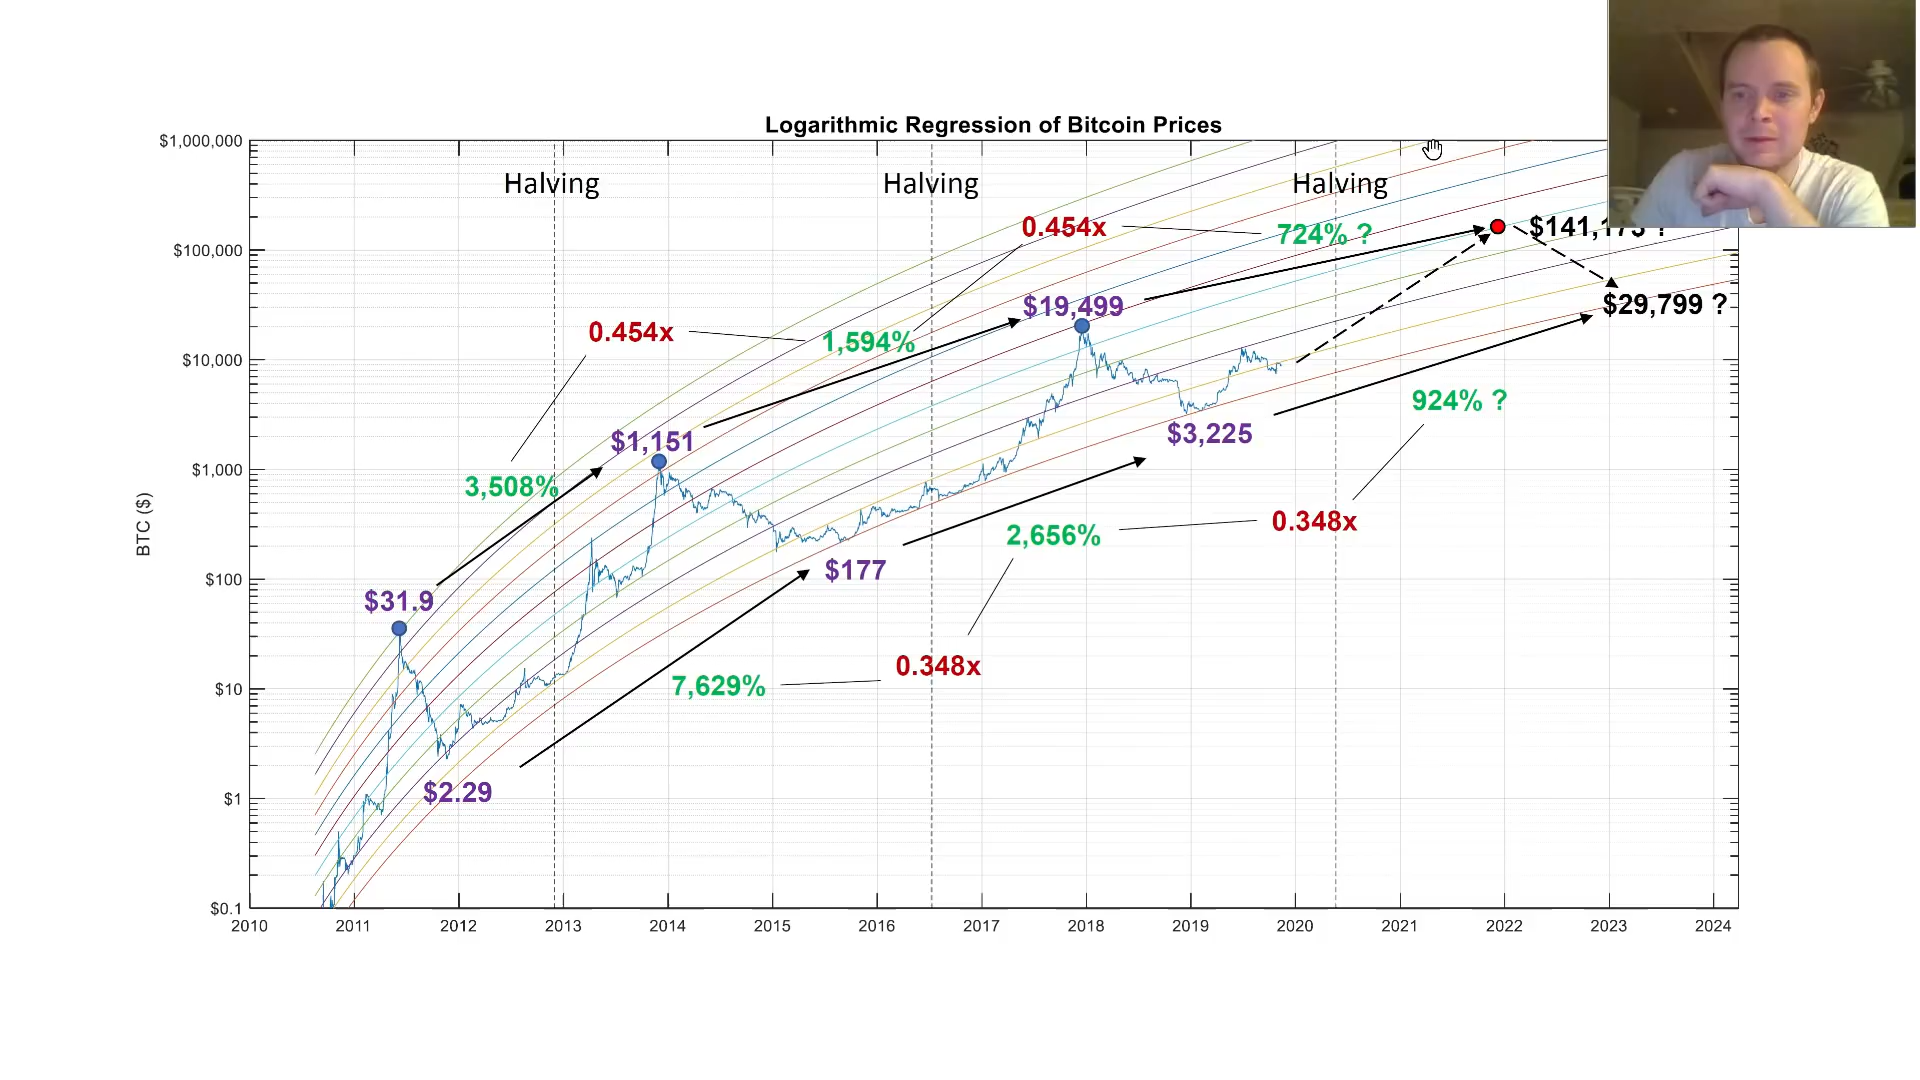 Logarithmic Regression of Bitcoin Prices
$1,000,000
$100,000
$10,000
$1,000
$100
$10
$1
$0.1
BTC ($)
Halving
Halving
Halving
0.454x
724% ?
$19,499
$29,799 ?
0.454x
1,594%
924% ?
$1,151
$3,225
3,508%
0.348x
2,656%
$177
$31.9
0.348x
7,629%
$2.29
2010 2011 2012 2013 2014 2015 2016 2017 2018 2019 2020 2021 2022 2023 2024